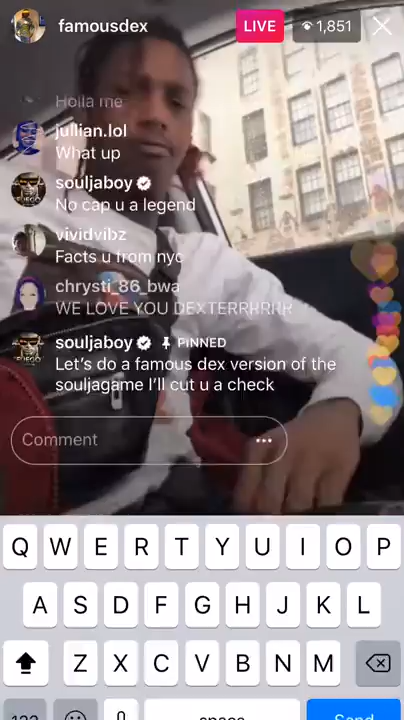 famousdex
LIVE
1,851
Holla me
jullian.lol
What up
souljaboy
No cap u a legend
vividvibz
Facts u from nyc
chrysti_86_bwa
WE LOVE YOU DEXTERRRRRR
souljaboy PINNED
Let's do a famous dex version of the
souljagame I'll cut u a check
Comment
Q W E R T Y U I O P
A S D F G H J K L
Z X C V B N M
123 space Send